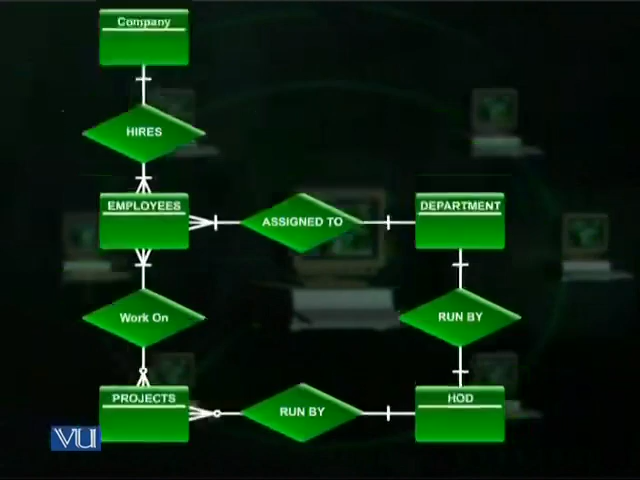 Company
HIRES
EMPLOYEES
ASSIGNED TO
DEPARTMENT
Work On
RUN BY
PROJECTS
RUN BY
HOD
VU